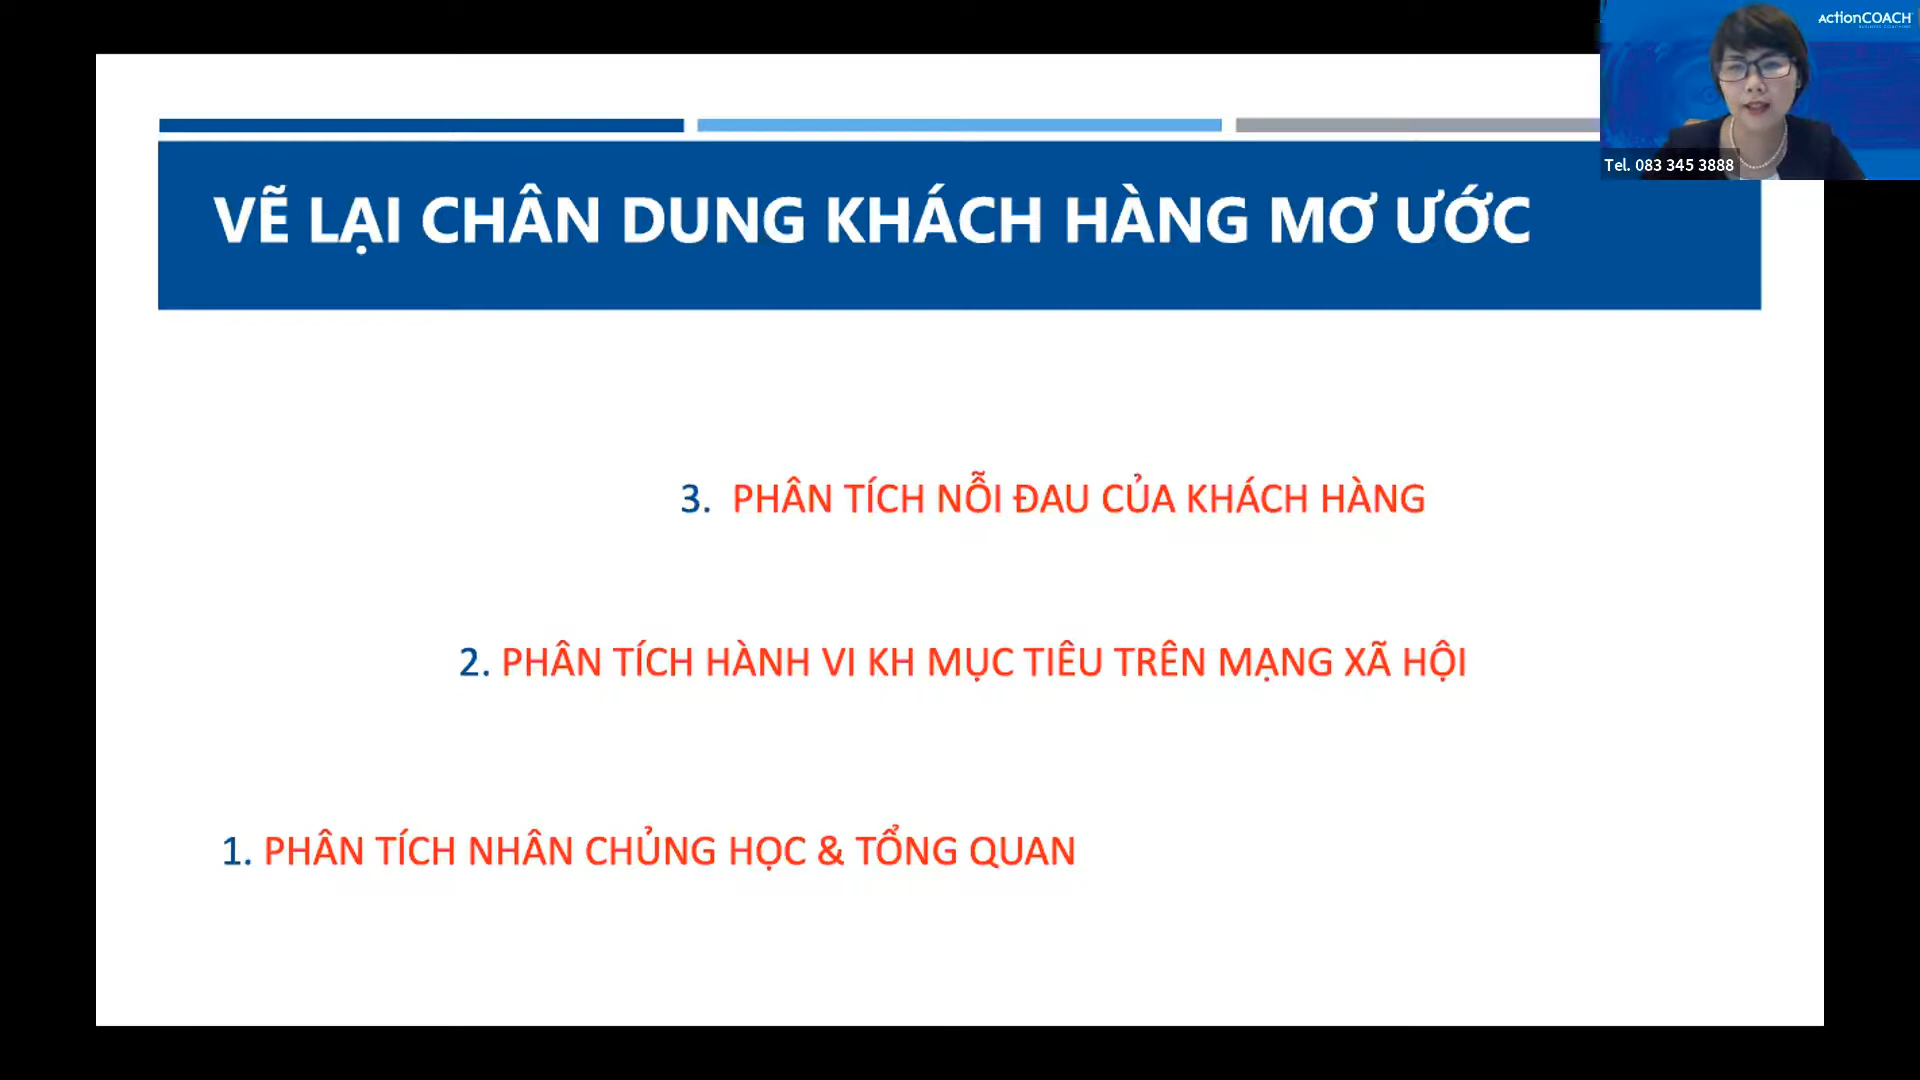 actionCOACH
BUSINESS COACHING
Tel. 083 345 3888
VẼ LẠI CHÂN DUNG KHÁCH HÀNG MƠ ƯỚC
3. PHÂN TÍCH NỖI ĐAU CỦA KHÁCH HÀNG
2. PHÂN TÍCH HÀNH VI KH MỤC TIÊU TRÊN MẠNG XÃ HỘI
1. PHÂN TÍCH NHÂN CHỦNG HỌC & TỔNG QUAN